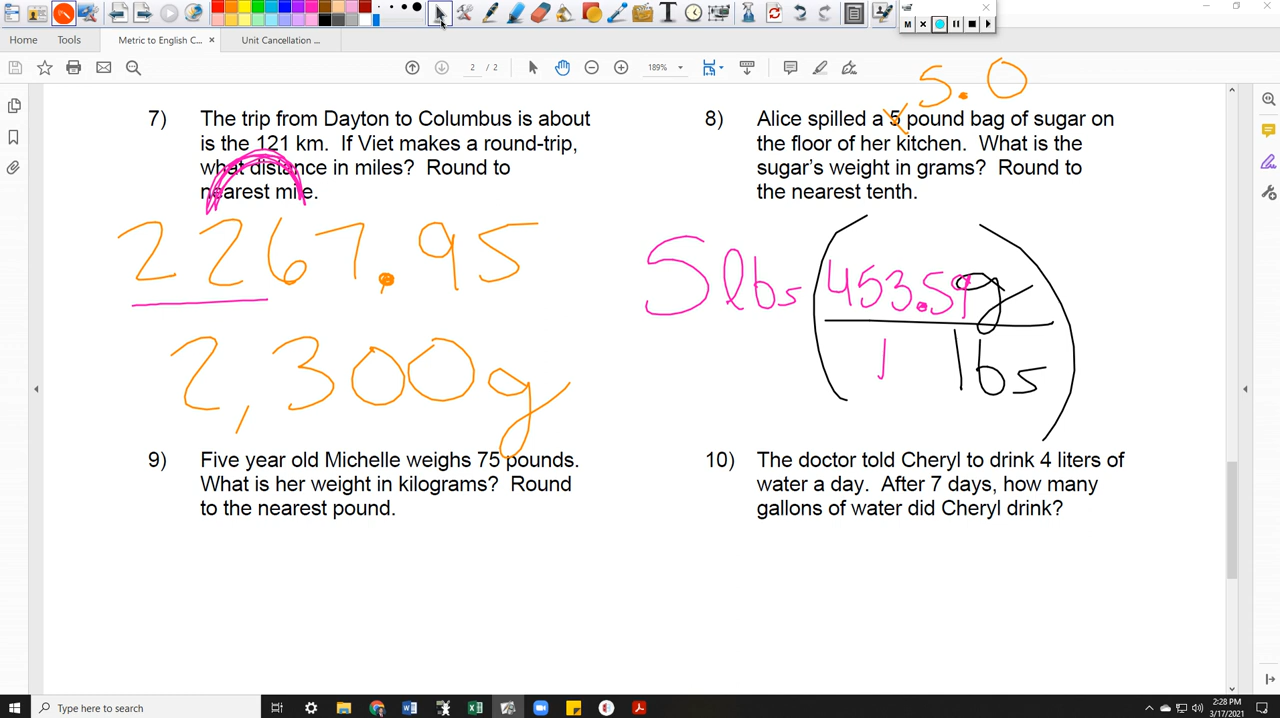 M
Home
Tools
Metric to English C...
×
Unit Cancellation ...
2 / 2
189%
5.0
7) The trip from Dayton to Columbus is about
is the 121 km. If Viet makes a round-trip,
what distance in miles? Round to
nearest mile.
2267.95
2,300g
8) Alice spilled a 5 pound bag of sugar on
the floor of her kitchen. What is the
sugar's weight in grams? Round to
the nearest tenth.
5 lbs (453.59g
1 lbs)
9) Five year old Michelle weighs 75 pounds.
What is her weight in kilograms? Round
to the nearest pound.
10) The doctor told Cheryl to drink 4 liters of
water a day. After 7 days, how many
gallons of water did Cheryl drink?
Type here to search
2:28 PM
3/17/2021